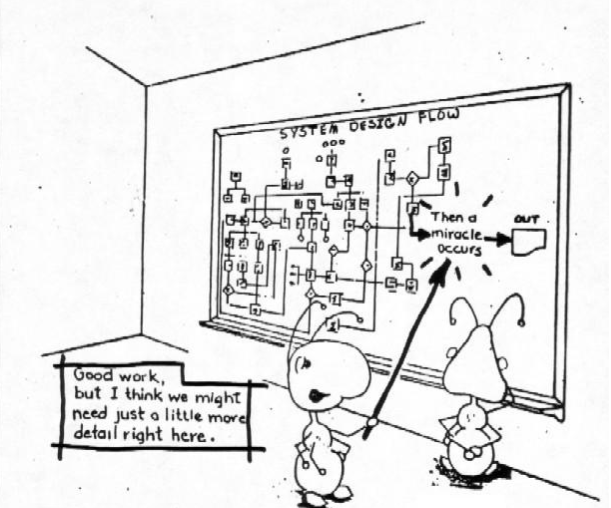 SYSTEM DESIGN FLOW
Then a
miracle
occurs
OUT
Good work,
but I think we might
need just a little more
detail right here.